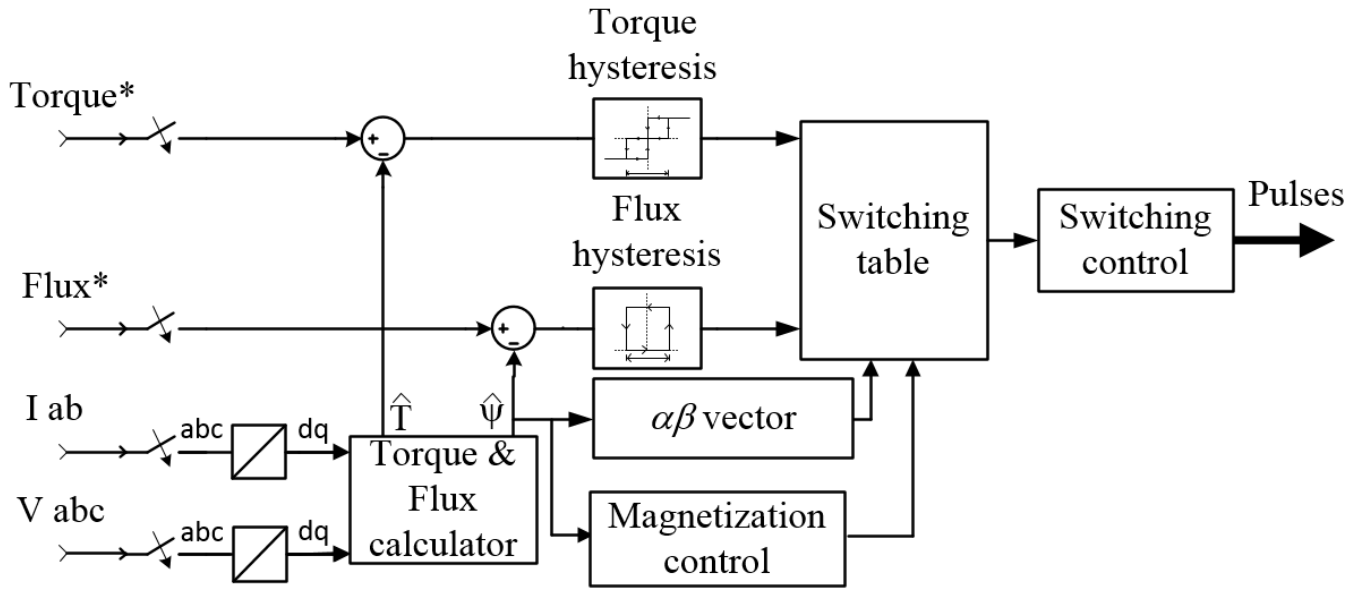 Torque
hysteresis
Torque*
+
-
Flux
hysteresis
Switching
table
Switching
control
Pulses
Flux*
+
-
I ab
abc
dq
T̂
ψ̂
αβ vector
Torque &
Flux
calculator
V abc
abc
dq
Magnetization
control